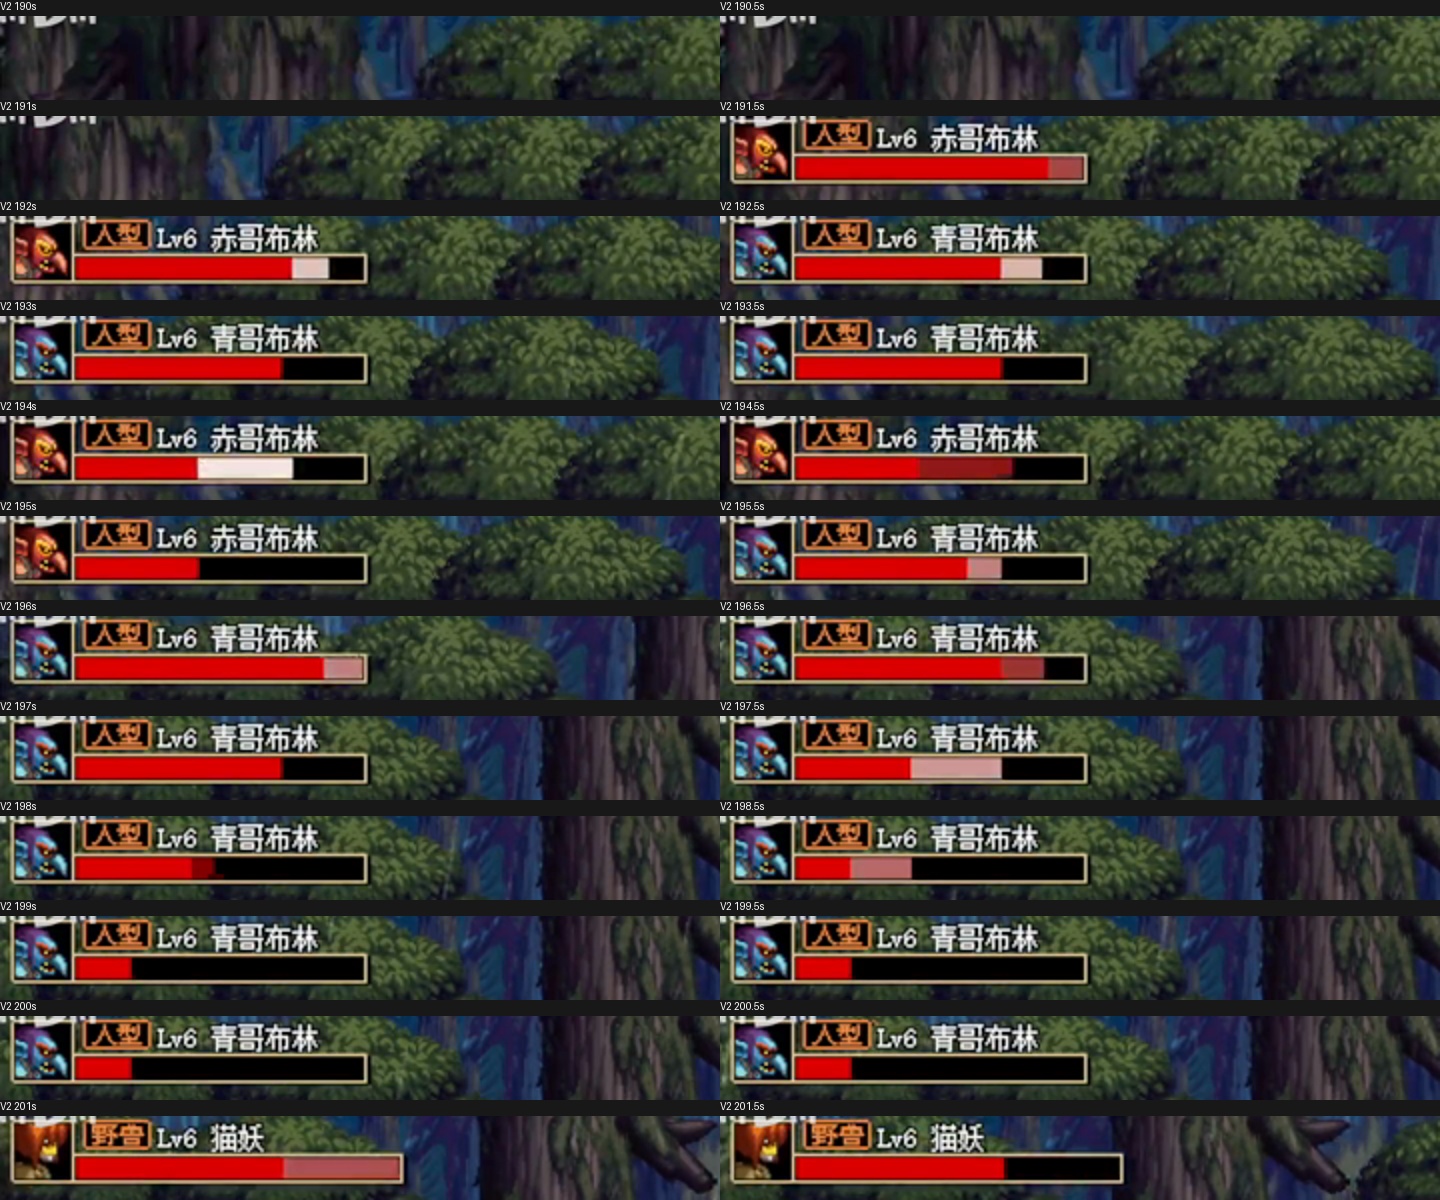 V2 190s
V2 190.5s
V2 191s
V2 191.5s
人型 Lv6 赤哥布林
V2 192s
人型 Lv6 赤哥布林
V2 192.5s
人型 Lv6 青哥布林
V2 193s
人型 Lv6 青哥布林
V2 193.5s
人型 Lv6 青哥布林
V2 194s
人型 Lv6 赤哥布林
V2 194.5s
人型 Lv6 赤哥布林
V2 195s
人型 Lv6 赤哥布林
V2 195.5s
人型 Lv6 青哥布林
V2 196s
人型 Lv6 青哥布林
V2 196.5s
人型 Lv6 青哥布林
V2 197s
人型 Lv6 青哥布林
V2 197.5s
人型 Lv6 青哥布林
V2 198s
人型 Lv6 青哥布林
V2 198.5s
人型 Lv6 青哥布林
V2 199s
人型 Lv6 青哥布林
V2 199.5s
人型 Lv6 青哥布林
V2 200s
人型 Lv6 青哥布林
V2 200.5s
人型 Lv6 青哥布林
V2 201s
野兽 Lv6 猫妖
V2 201.5s
野兽 Lv6 猫妖